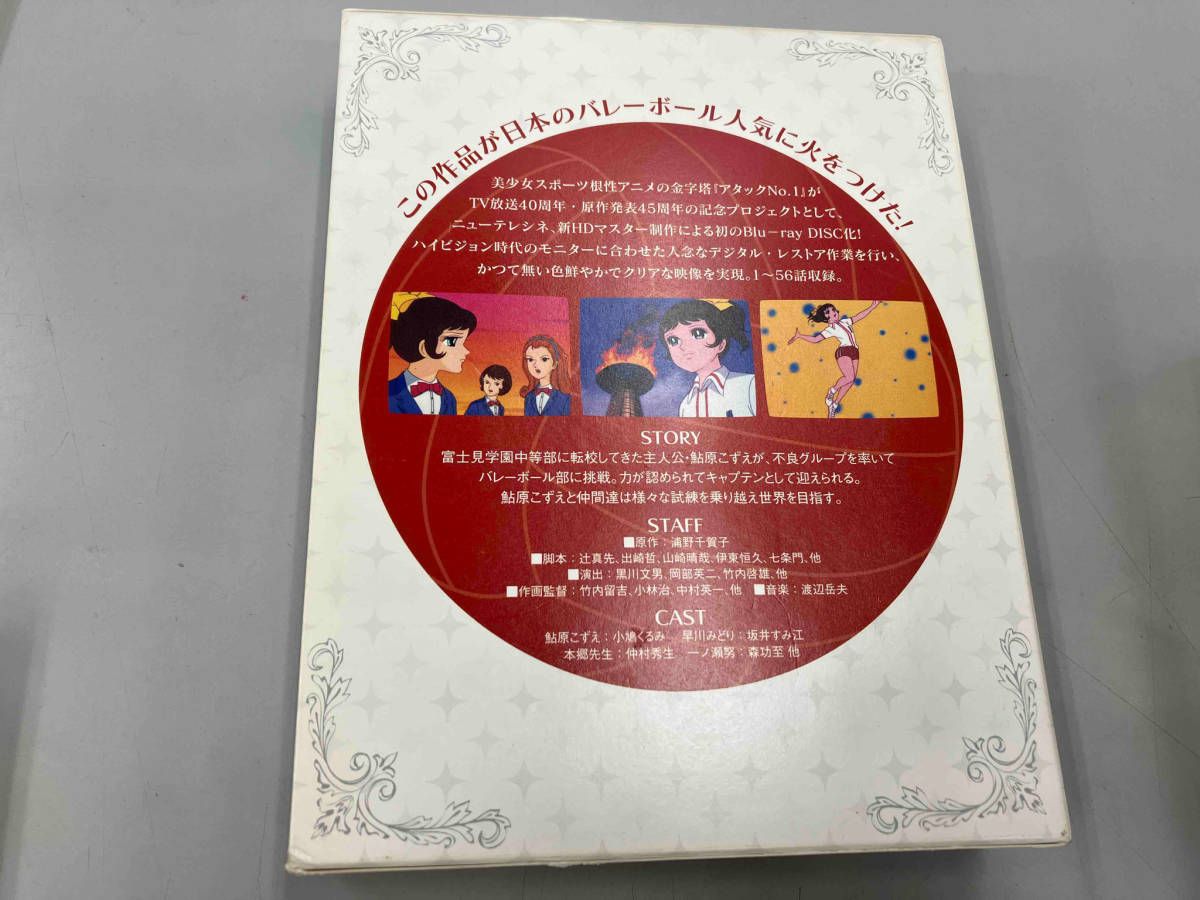 この作品が日本のバレーボール人気に火をつけた!
美少女スポーツ根性アニメの金字塔『アタックNo.1』が
TV放送40周年・原作発表45周年の記念プロジェクトとして、
ニューテレシネ、新HDマスター制作による初のBlu-ray DISC化!
ハイビジョン時代のモニターに合わせた入念なデジタル・レストア作業を行い、
かつて無い色鮮やかでクリアな映像を実現。1〜56話収録。
STORY
富士見学園中等部に転校してきた主人公・鮎原こずえが、不良グループを率いて
バレーボール部に挑戦。力が認められてキャプテンとして迎えられる。
鮎原こずえと仲間達は様々な試練を乗り越え世界を目指す。
STAFF
■原作：浦野千賀子
■脚本：辻真先、出崎哲、山崎晴哉、伊東恒久、七条門、他
■演出：黒川文男、岡部英二、竹内啓雄、他
■作画監督：竹内留吉、小林治、中村英一、他 ■音楽：渡辺岳夫
CAST
鮎原こずえ：小鳩くるみ 早川みどり：坂井すみ江
本郷先生：仲村秀生 一ノ瀬努：森功至 他